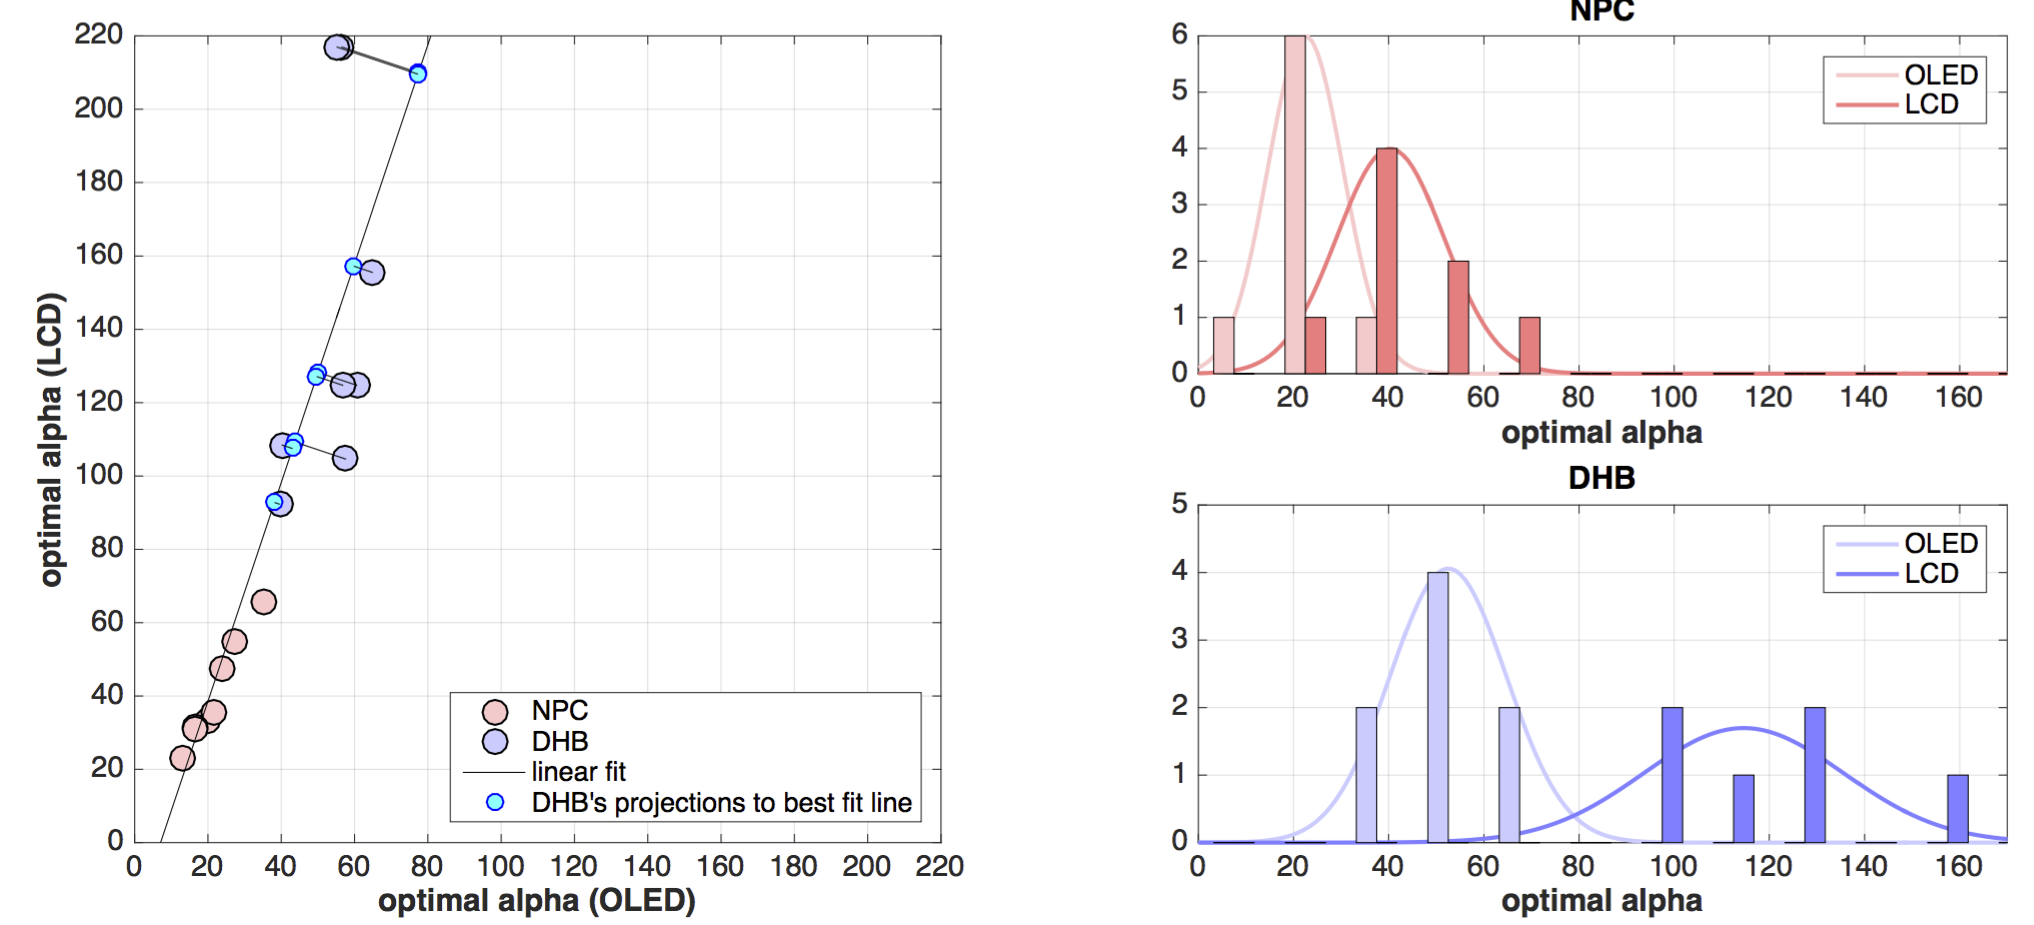 220
200
180
160
140
120
100
80
60
40
20
0
optimal alpha (LCD)
0 20 40 60 80 100 120 140 160 180 200 220
optimal alpha (OLED)
NPC
DHB
linear fit
DHB's projections to best fit line
NPC
6
5
4
3
2
1
0
OLED
LCD
0 20 40 60 80 100 120 140 160
optimal alpha
DHB
5
4
3
2
1
0
OLED
LCD
0 20 40 60 80 100 120 140 160
optimal alpha